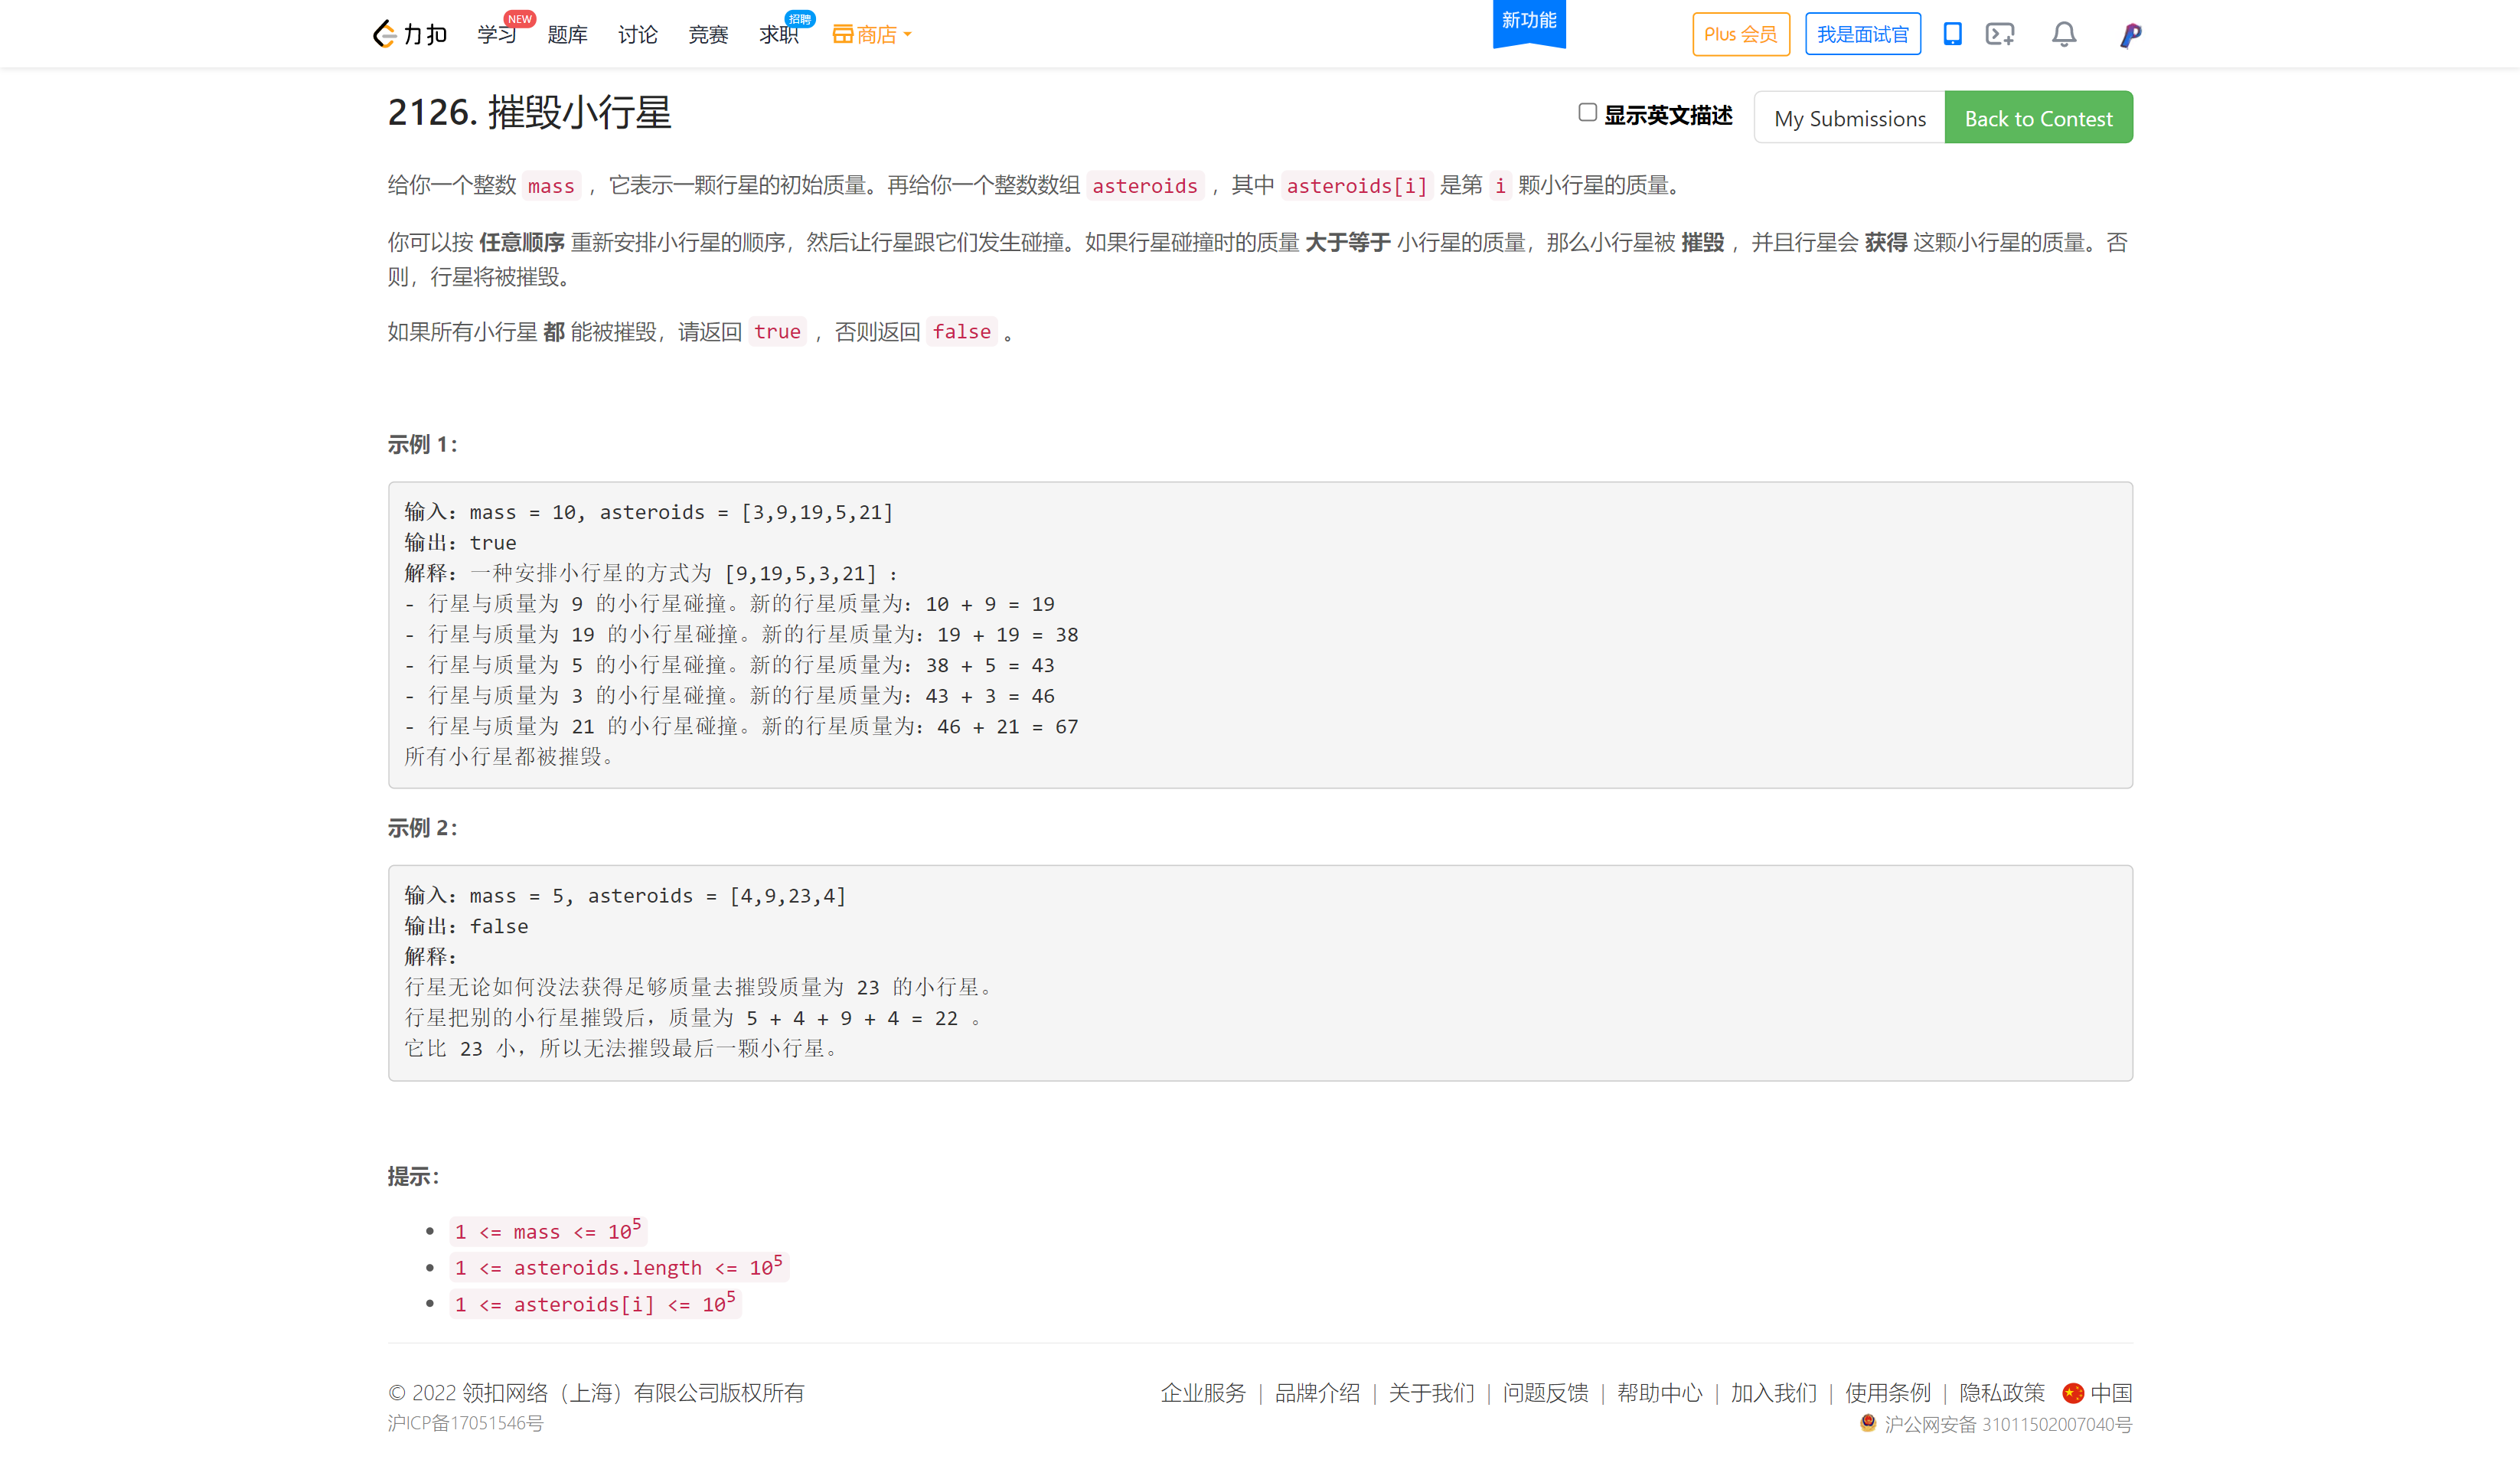 力扣 学习 NEW 题库 讨论 竞赛 求职 招聘 商店 新功能 Plus 会员 我是面试官
2126. 摧毁小行星 显示英文描述 My Submissions Back to Contest
给你一个整数 mass ，它表示一颗行星的初始质量。再给你一个整数数组 asteroids ，其中 asteroids[i] 是第 i 颗小行星的质量。
你可以按 任意顺序 重新安排小行星的顺序，然后让行星跟它们发生碰撞。如果行星碰撞时的质量 大于等于 小行星的质量，那么小行星被 摧毁 ，并且行星会 获得 这颗小行星的质量。否
则，行星将被摧毁。
如果所有小行星 都 能被摧毁，请返回 true ，否则返回 false 。
示例 1：
输入：mass = 10, asteroids = [3,9,19,5,21]
输出：true
解释：一种安排小行星的方式为 [9,19,5,3,21] ：
- 行星与质量为 9 的小行星碰撞。新的行星质量为：10 + 9 = 19
- 行星与质量为 19 的小行星碰撞。新的行星质量为：19 + 19 = 38
- 行星与质量为 5 的小行星碰撞。新的行星质量为：38 + 5 = 43
- 行星与质量为 3 的小行星碰撞。新的行星质量为：43 + 3 = 46
- 行星与质量为 21 的小行星碰撞。新的行星质量为：46 + 21 = 67
所有小行星都被摧毁。
示例 2：
输入：mass = 5, asteroids = [4,9,23,4]
输出：false
解释：
行星无论如何没法获得足够质量去摧毁质量为 23 的小行星。
行星把别的小行星摧毁后，质量为 5 + 4 + 9 + 4 = 22 。
它比 23 小，所以无法摧毁最后一颗小行星。
提示：
• 1 <= mass <= 10⁵
• 1 <= asteroids.length <= 10⁵
• 1 <= asteroids[i] <= 10⁵
© 2022 领扣网络（上海）有限公司版权所有 企业服务 | 品牌介绍 | 关于我们 | 问题反馈 | 帮助中心 | 加入我们 | 使用条例 | 隐私政策 中国
沪ICP备17051546号 沪公网安备 31011502007040号